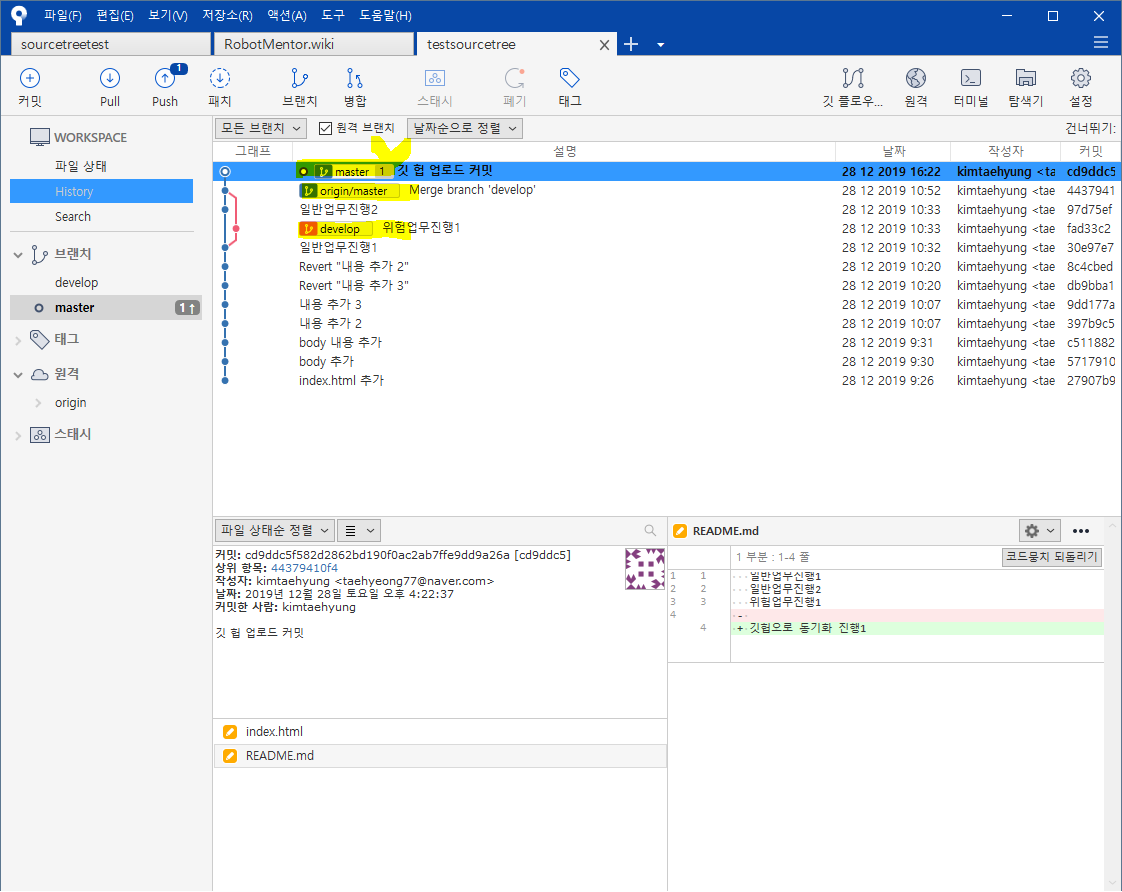 파일(F) 편집(E) 보기(V) 저장소(R) 액션(A) 도구 도움말(H)
sourcetreetest RobotMentor.wiki testsourcetree
1
커밋 Pull Push 패치 브랜치 병합 스태시 폐기 태그 깃 플로우... 원격 터미널 탐색기 설정
WORKSPACE
파일 상태
History
Search
브랜치
develop
master 1↑
태그
원격
origin
스태시
모든 브랜치 원격 브랜치 날짜순으로 정렬 건너뛰기:
그래프 설명 날짜 작성자 커밋
master 1 깃 헙 업로드 커밋 28 12 2019 16:22 kimtaehyung <ta cd9ddc5
origin/master Merge branch 'develop' 28 12 2019 10:52 kimtaehyung <tae 4437941
일반업무진행2 28 12 2019 10:33 kimtaehyung <tae 97d75ef
develop 위험업무진행1 28 12 2019 10:33 kimtaehyung <tae fad33c2
일반업무진행1 28 12 2019 10:32 kimtaehyung <tae 30e97e7
Revert "내용 추가 2" 28 12 2019 10:20 kimtaehyung <tae 8c4cbed
Revert "내용 추가 3" 28 12 2019 10:20 kimtaehyung <tae db9bba1
내용 추가 3 28 12 2019 10:07 kimtaehyung <tae 9dd177a
내용 추가 2 28 12 2019 10:07 kimtaehyung <tae 397b9c5
body 내용 추가 28 12 2019 9:31 kimtaehyung <tae c511882
body 추가 28 12 2019 9:30 kimtaehyung <tae 5717910
index.html 추가 28 12 2019 9:26 kimtaehyung <tae 27907b9
파일 상태순 정렬
커밋: cd9ddc5f582d2862bd190f0ac2ab7ffe9dd9a26a [cd9ddc5]
상위 항목: 44379410f4
작성자: kimtaehyung <taehyeong77@naver.com>
날짜: 2019년 12월 28일 토요일 오후 4:22:37
커밋한 사람: kimtaehyung
깃 헙 업로드 커밋
index.html
README.md
README.md
1 부분 : 1-4 줄 코드뭉치 되돌리기
1 1 일반업무진행1
2 2 일반업무진행2
3 3 위험업무진행1
4 -
4 + 깃헙으로 동기화 진행1